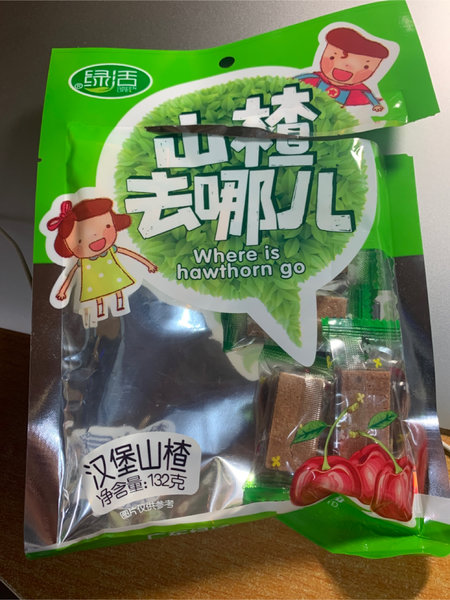 绿活
山楂
去哪儿
Where is
hawthorn go
汉堡山楂
净含量:132克
图片仅供参考